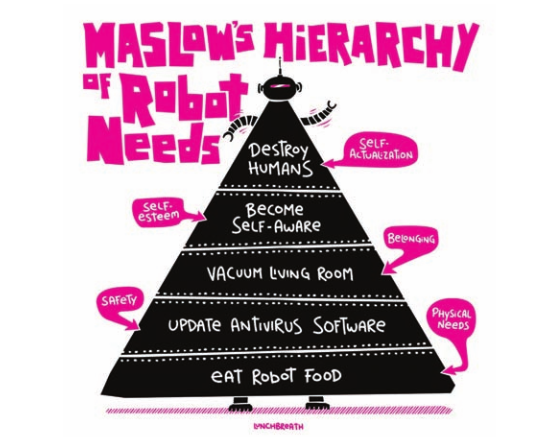 MASLOW'S HIERARCHY
OF ROBOT
NEEDS
DESTROY
HUMANS
SELF-
ACTUALIZATION
SELF-
ESTEEM
BECOME
SELF-AWARE
BELONGING
VACUUM LIVING ROOM
SAFETY
UPDATE ANTIVIRUS SOFTWARE
PHYSICAL
NEEDS
EAT ROBOT FOOD
LUNCHBREATH